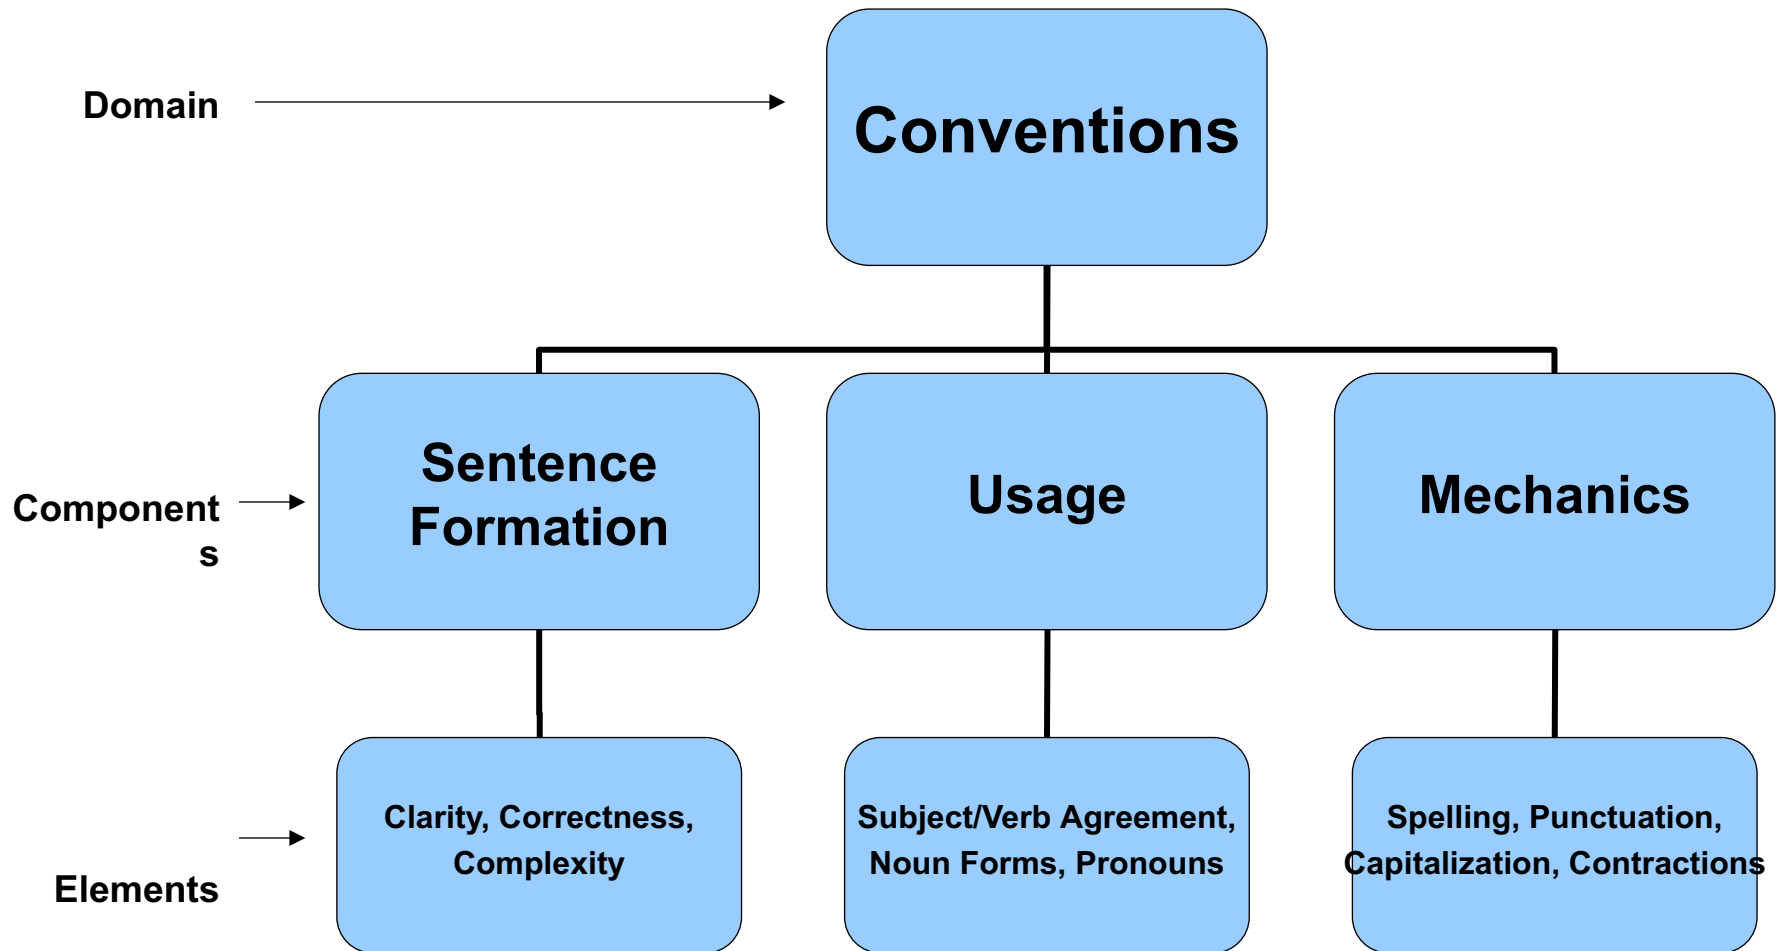 Domain
Conventions
Component
s
Sentence
Formation
Usage
Mechanics
Elements
Clarity, Correctness,
Complexity
Subject/Verb Agreement,
Noun Forms, Pronouns
Spelling, Punctuation,
Capitalization, Contractions